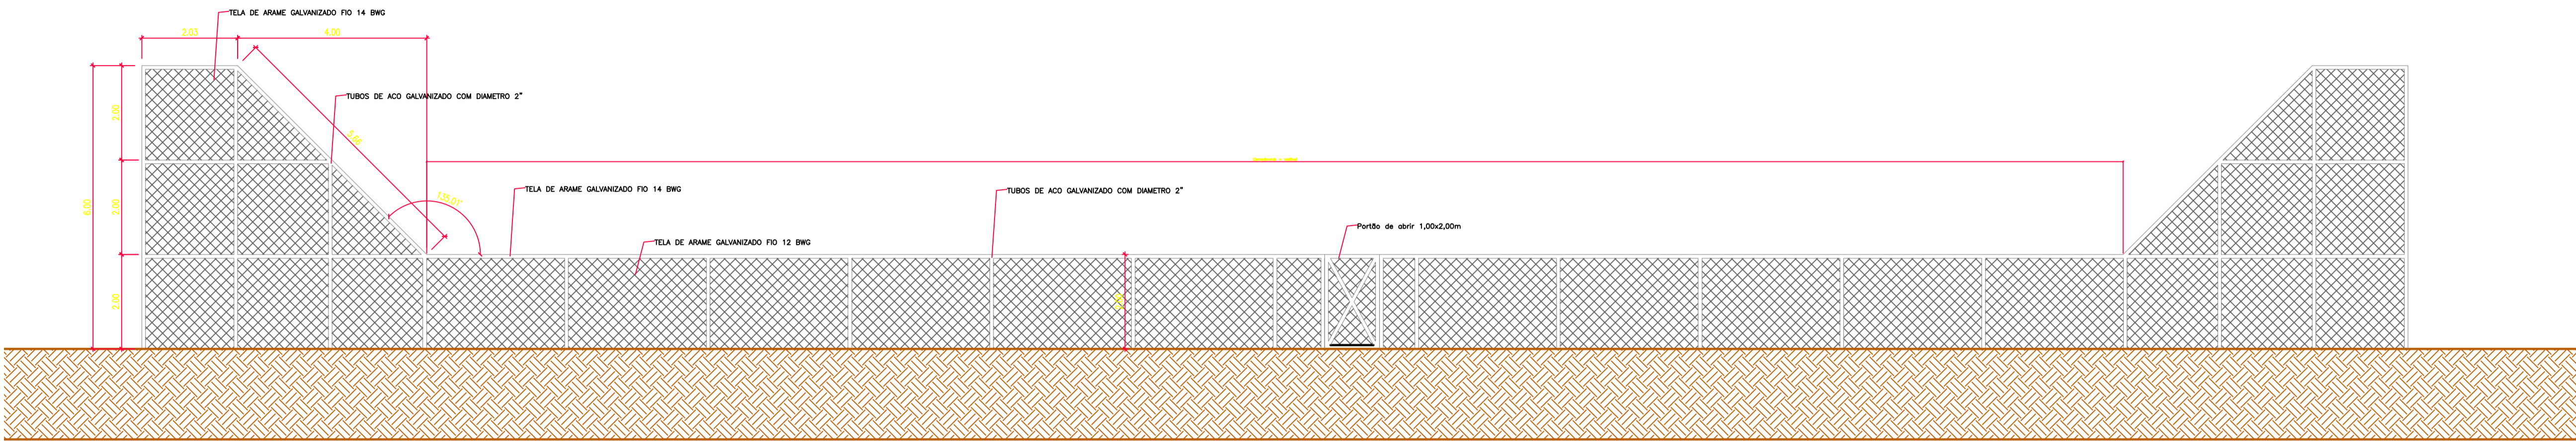 TELA DE ARAME GALVANIZADO FIO 14 BWG
2.03
4.00
TUBOS DE ACO GALVANIZADO COM DIAMETRO 2"
2.00
6.00
2.00
2.00
TELA DE ARAME GALVANIZADO FIO 14 BWG
TUBOS DE ACO GALVANIZADO COM DIAMETRO 2"
Portão de abrir 1,00x2,00m
TELA DE ARAME GALVANIZADO FIO 12 BWG